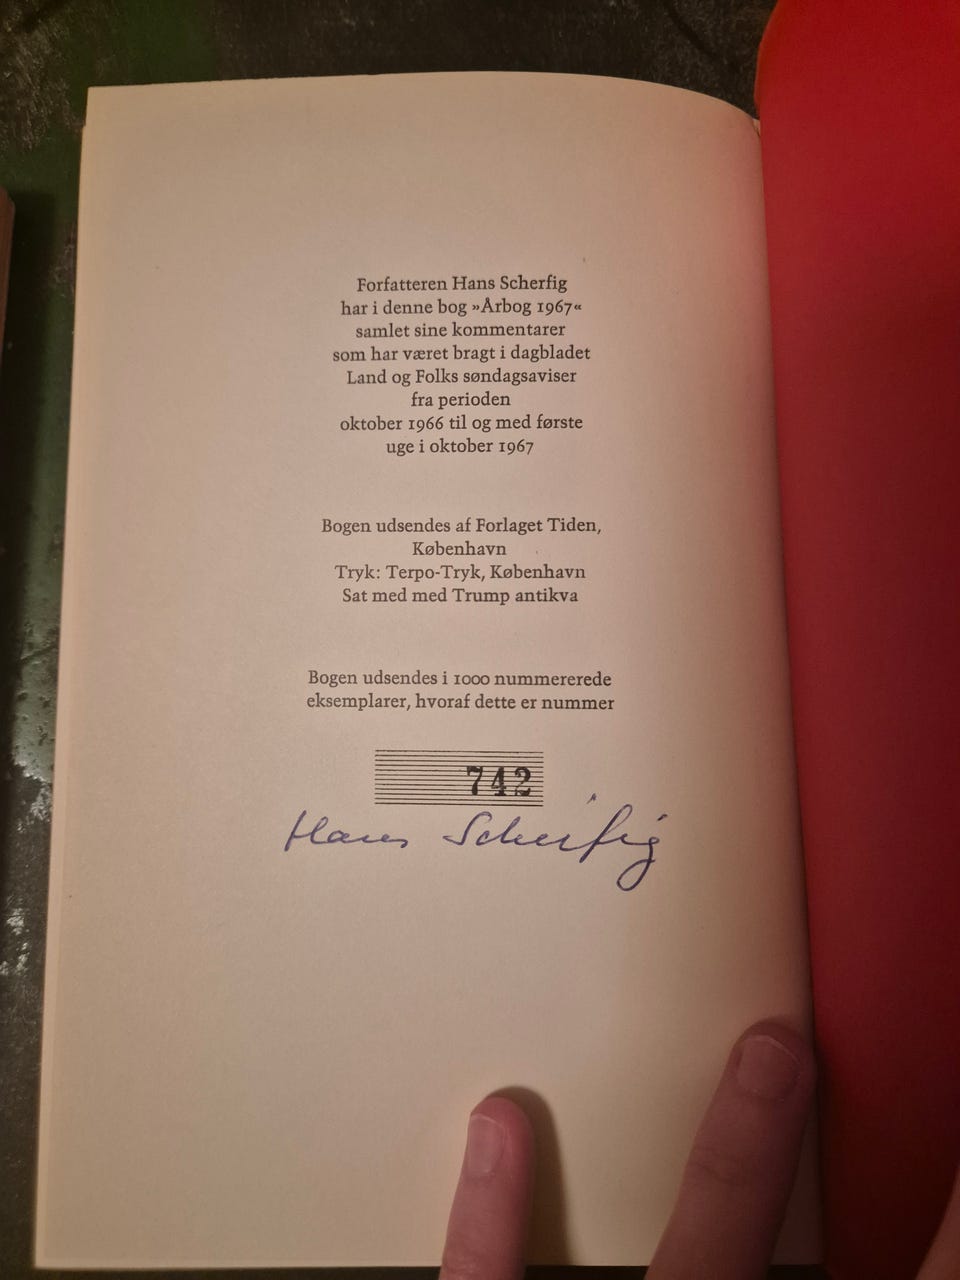 Forfatteren Hans Scherfig
har i denne bog »Årbog 1967«
samlet sine kommentarer
som har været bragt i dagbladet
Land og Folks søndagsaviser
fra perioden
oktober 1966 til og med første
uge i oktober 1967
Bogen udsendes af Forlaget Tiden,
København
Tryk: Terpo-Tryk, København
Sat med med Trump antikva
Bogen udsendes i 1000 nummererede
eksemplarer, hvoraf dette er nummer
742
Hans Scherfig